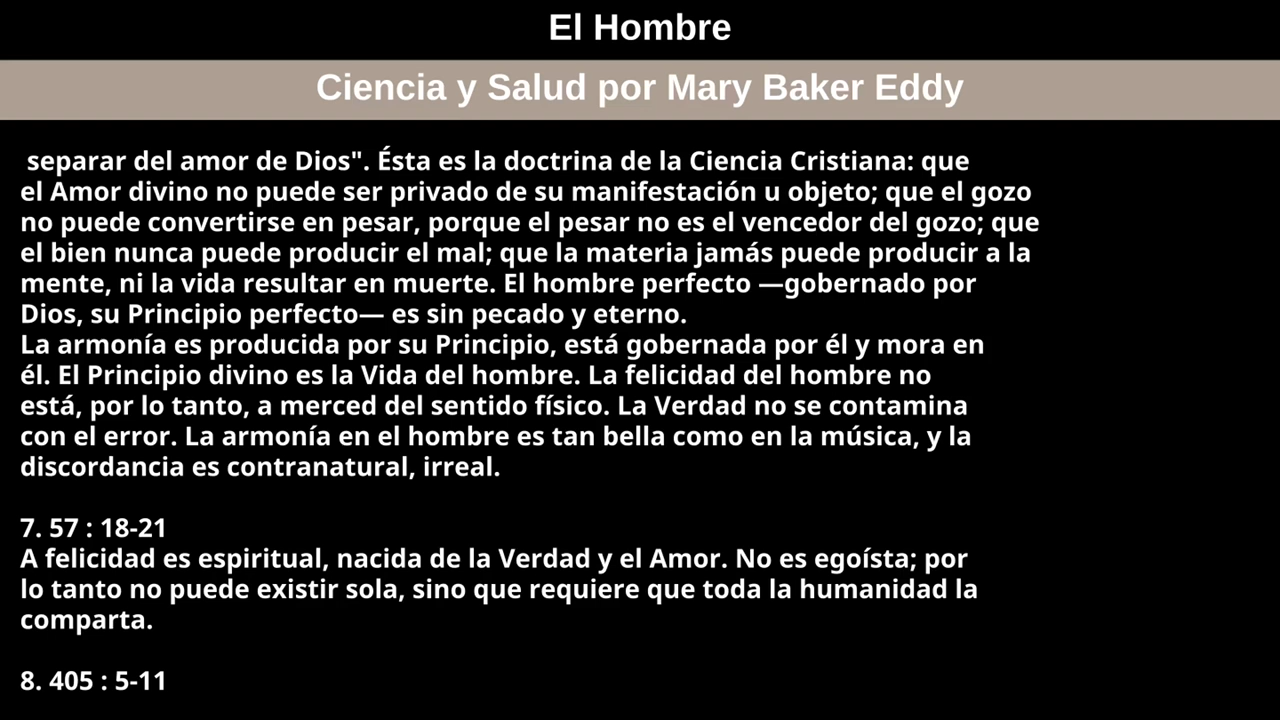 El Hombre
Ciencia y Salud por Mary Baker Eddy
separar del amor de Dios". Ésta es la doctrina de la Ciencia Cristiana: que
el Amor divino no puede ser privado de su manifestación u objeto; que el gozo
no puede convertirse en pesar, porque el pesar no es el vencedor del gozo; que
el bien nunca puede producir el mal; que la materia jamás puede producir a la
mente, ni la vida resultar en muerte. El hombre perfecto —gobernado por
Dios, su Principio perfecto— es sin pecado y eterno.
La armonía es producida por su Principio, está gobernada por él y mora en
él. El Principio divino es la Vida del hombre. La felicidad del hombre no
está, por lo tanto, a merced del sentido físico. La Verdad no se contamina
con el error. La armonía en el hombre es tan bella como en la música, y la
discordancia es contranatural, irreal.
7. 57 : 18-21
A felicidad es espiritual, nacida de la Verdad y el Amor. No es egoísta; por
lo tanto no puede existir sola, sino que requiere que toda la humanidad la
comparta.
8. 405 : 5-11